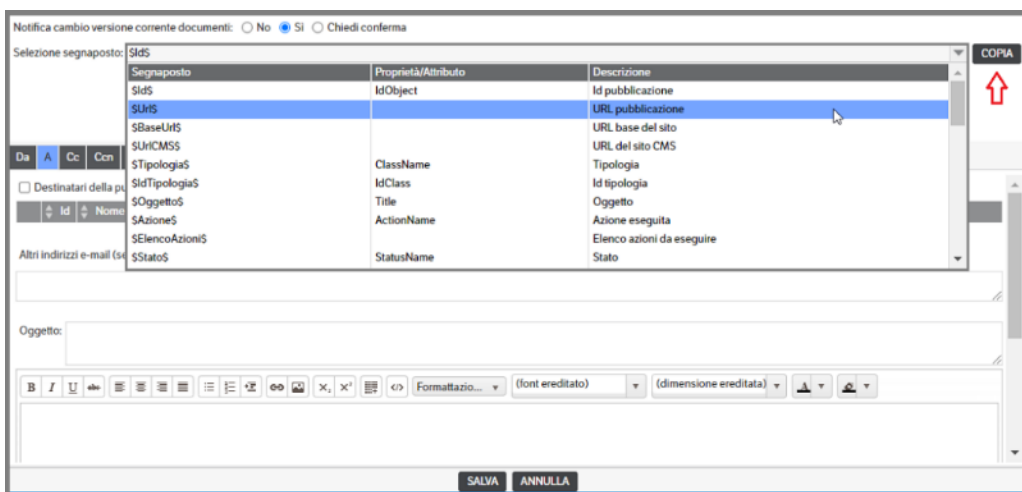 Notifica cambio versione corrente documenti: No Sì Chiedi conferma
Selezione segnaposto: $Id$ COPIA
Segnaposto Proprietà/Attributo Descrizione
$Id$ IdObject Id pubblicazione
$Url$ URL pubblicazione
$BaseUrl$ URL base del sito
$UrlCMS$ URL del sito CMS
Da A Cc Ccn
$Tipologia$ ClassName Tipologia
Destinatari della pu
$IdTipologia$ IdClass Id tipologia
Id Nome
$Oggetto$ Title Oggetto
$Azione$ ActionName Azione eseguita
$ElencoAzioni$ Elenco azioni da eseguire
Altri indirizzi e-mail (se
$Stato$ StatusName Stato
Oggetto:
B I U abc X, X' Formattazio... (font ereditato) (dimensione ereditata) A
SALVA ANNULLA